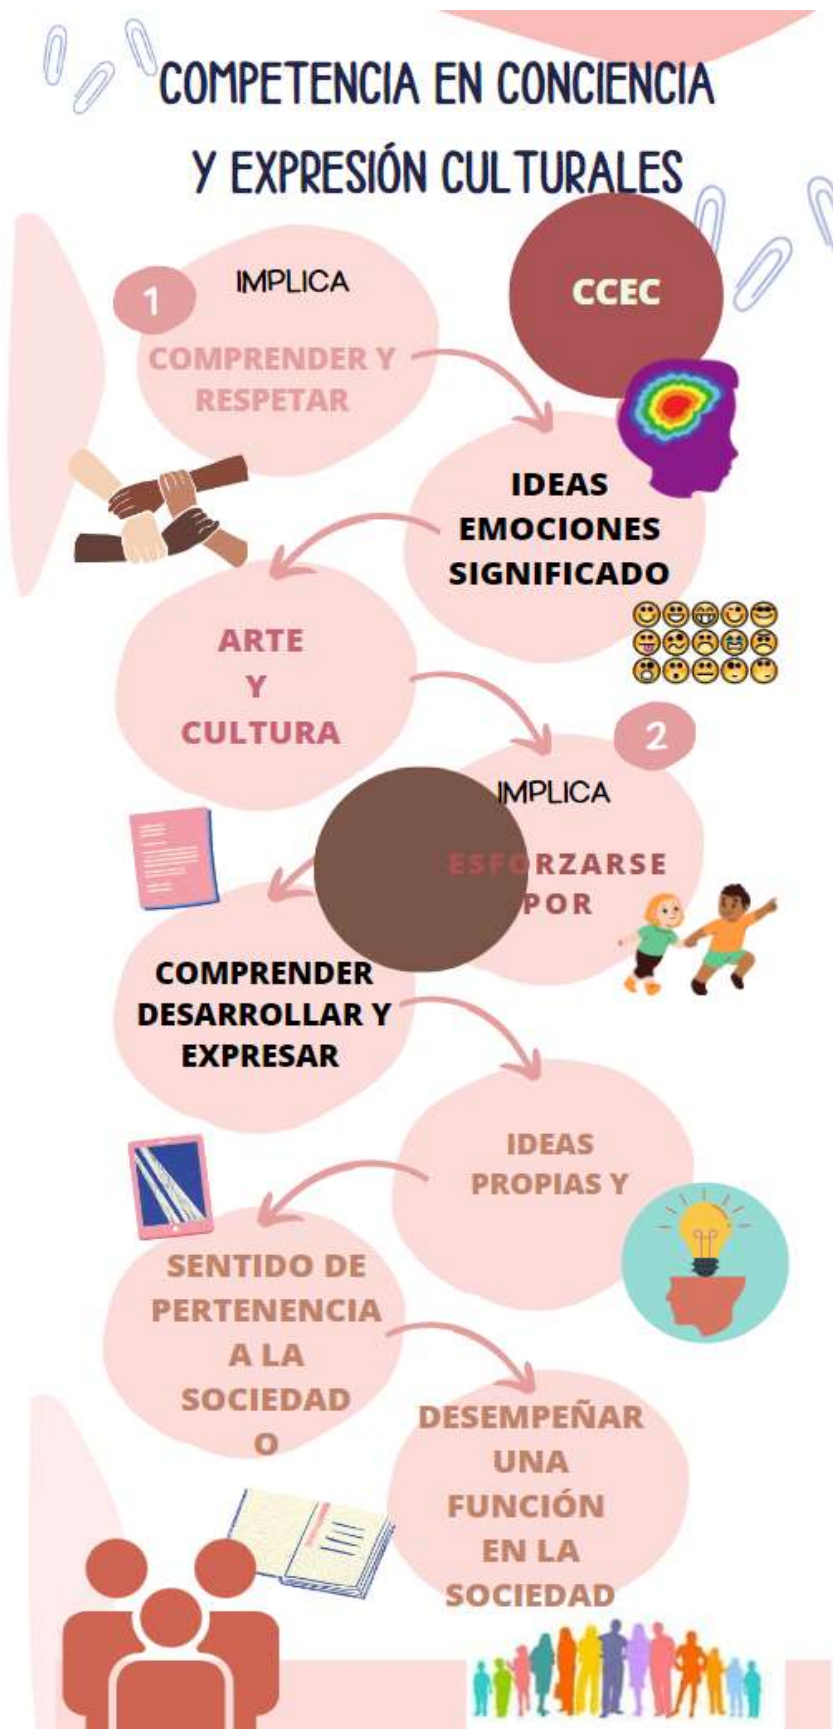 COMPETENCIA EN CONCIENCIA
Y EXPRESIÓN CULTURALES
CCEC
1
IMPLICA
COMPRENDER Y
RESPETAR
IDEAS
EMOCIONES
SIGNIFICADO
ARTE
Y
CULTURA
2
IMPLICA
ESFORZARSE
POR
COMPRENDER
DESARROLLAR Y
EXPRESAR
IDEAS
PROPIAS Y
SENTIDO DE
PERTENENCIA
A LA
SOCIEDAD
O
DESEMPEÑAR
UNA
FUNCIÓN
EN LA
SOCIEDAD